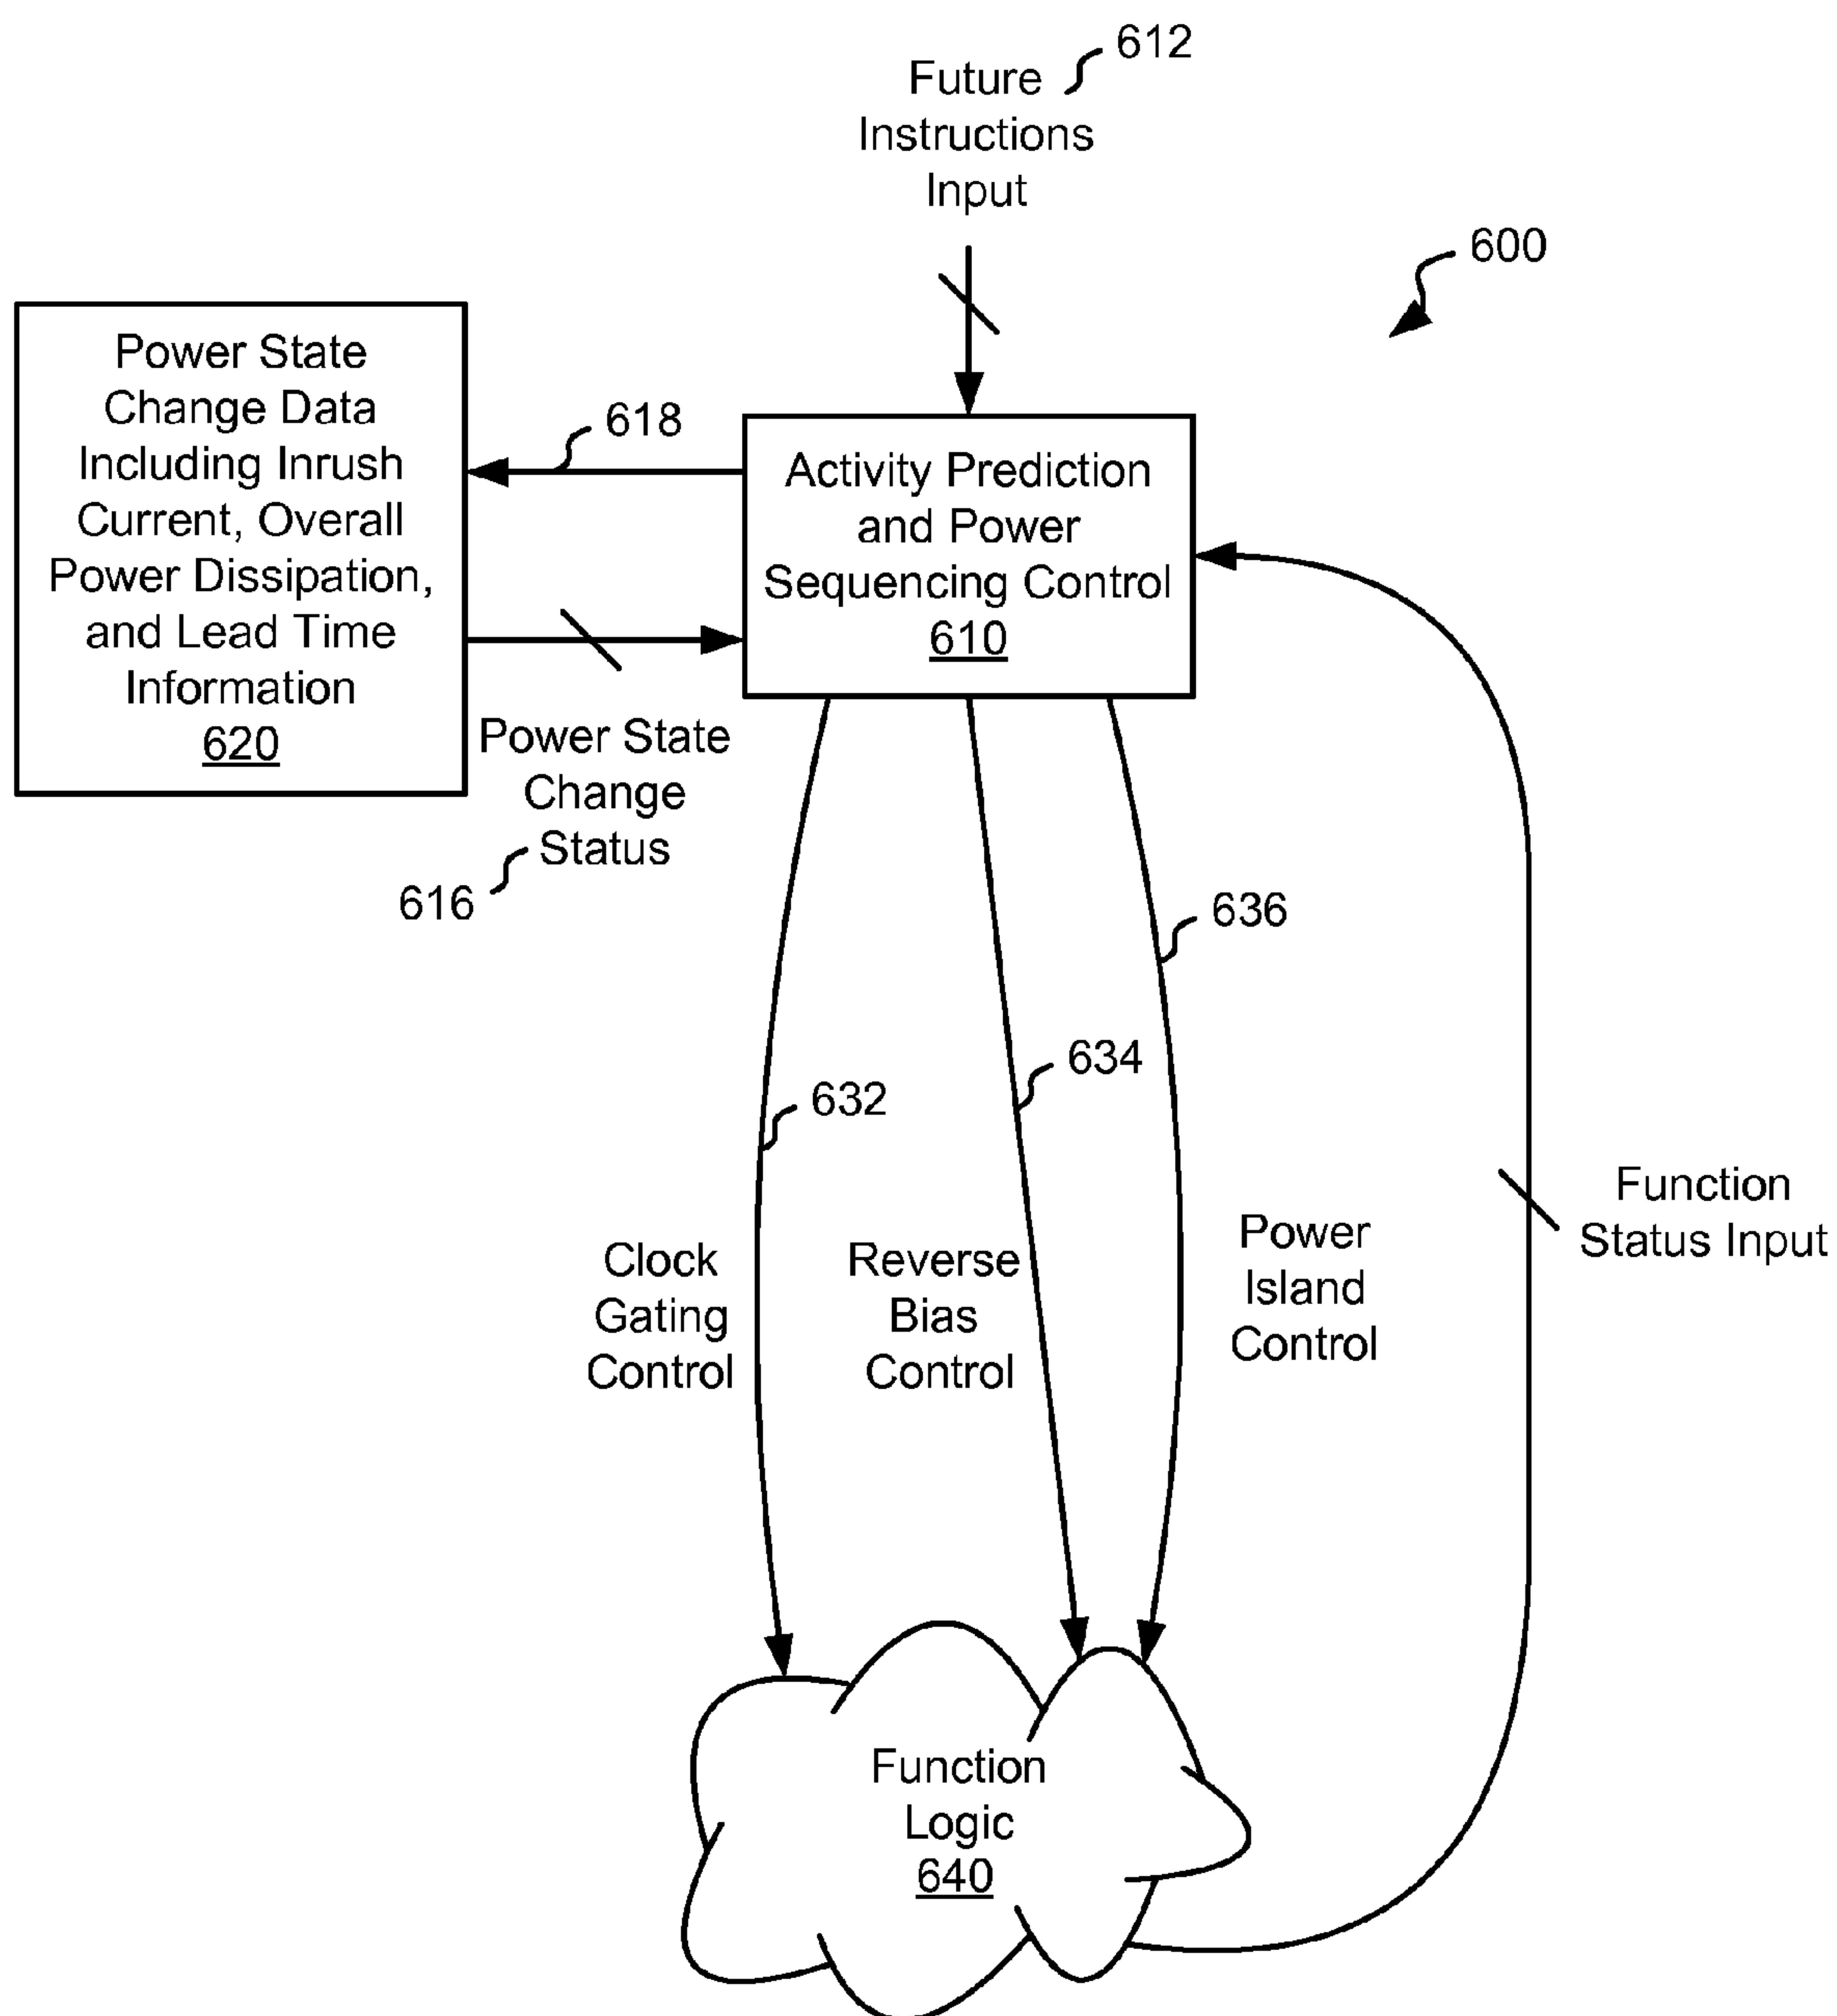 612
Future
Instructions
Input
600
Power State
Change Data
Including Inrush
Current, Overall
Power Dissipation,
and Lead Time
Information
620
618
Activity Prediction
and Power
Sequencing Control
610
Power State
Change
Status
616
636
634
632
Function
Status Input
Clock
Gating
Control
Reverse
Bias
Control
Power
Island
Control
Function
Logic
640